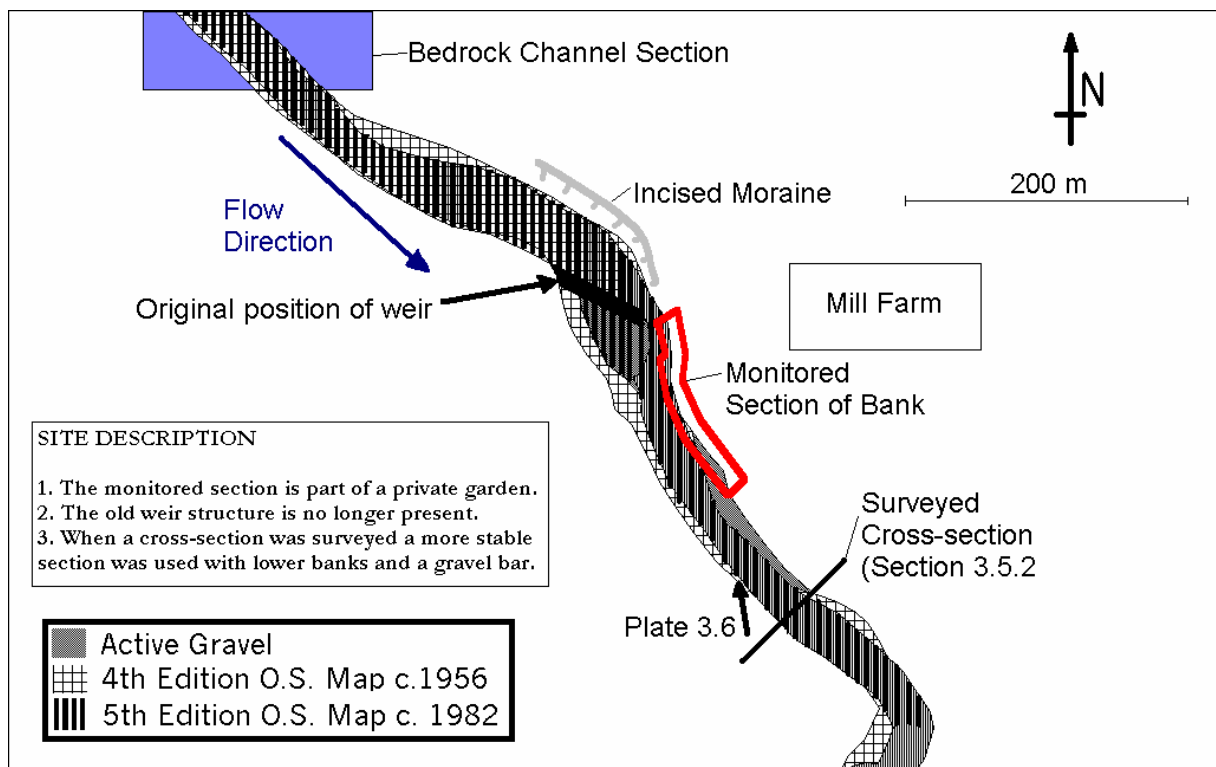 Bedrock Channel Section
N
200 m
Incised Moraine
Flow
Direction
Original position of weir
Mill Farm
Monitored
Section of Bank
SITE DESCRIPTION
1. The monitored section is part of a private garden.
2. The old weir structure is no longer present.
3. When a cross-section was surveyed a more stable
section was used with lower banks and a gravel bar.
Surveyed
Cross-section
(Section 3.5.2
Plate 3.6
Active Gravel
4th Edition O.S. Map c.1956
5th Edition O.S. Map c. 1982